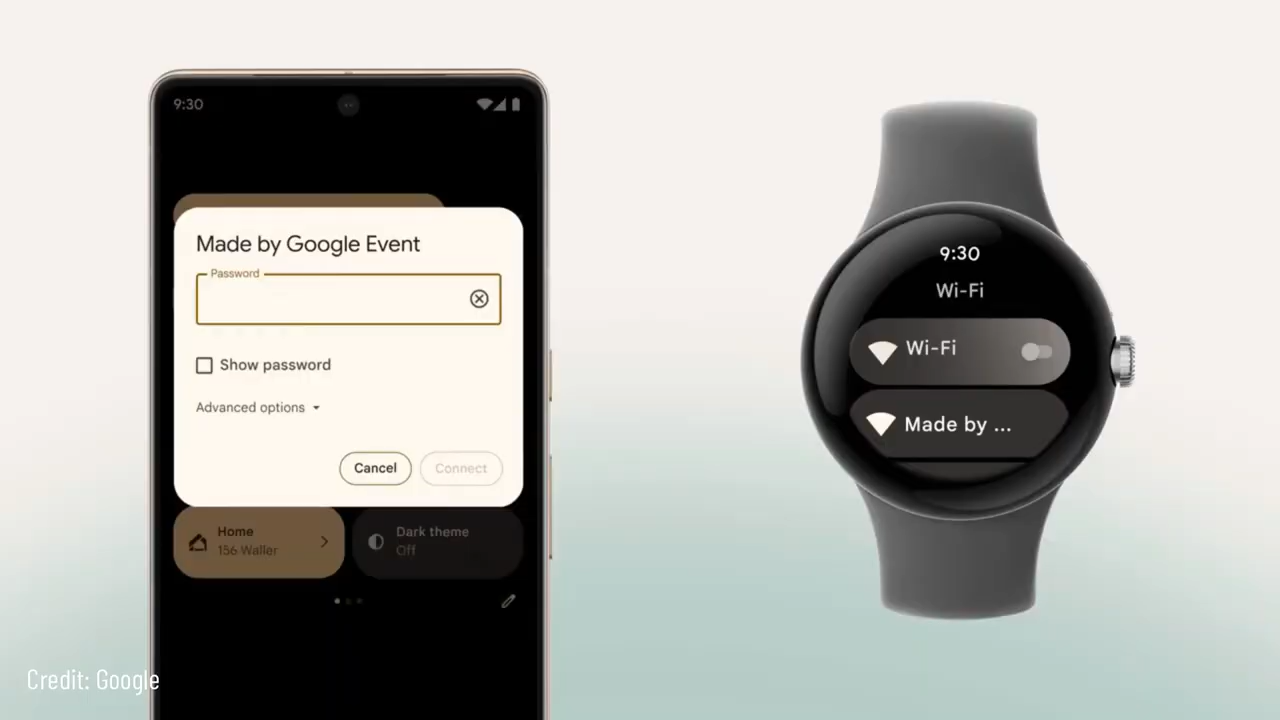 9:30
Made by Google Event
Password
Show password
Advanced options
Cancel
Connect
Home
156 Waller
Dark theme
Off
9:30
Wi-Fi
Wi-Fi
Made by ...
Credit: Google